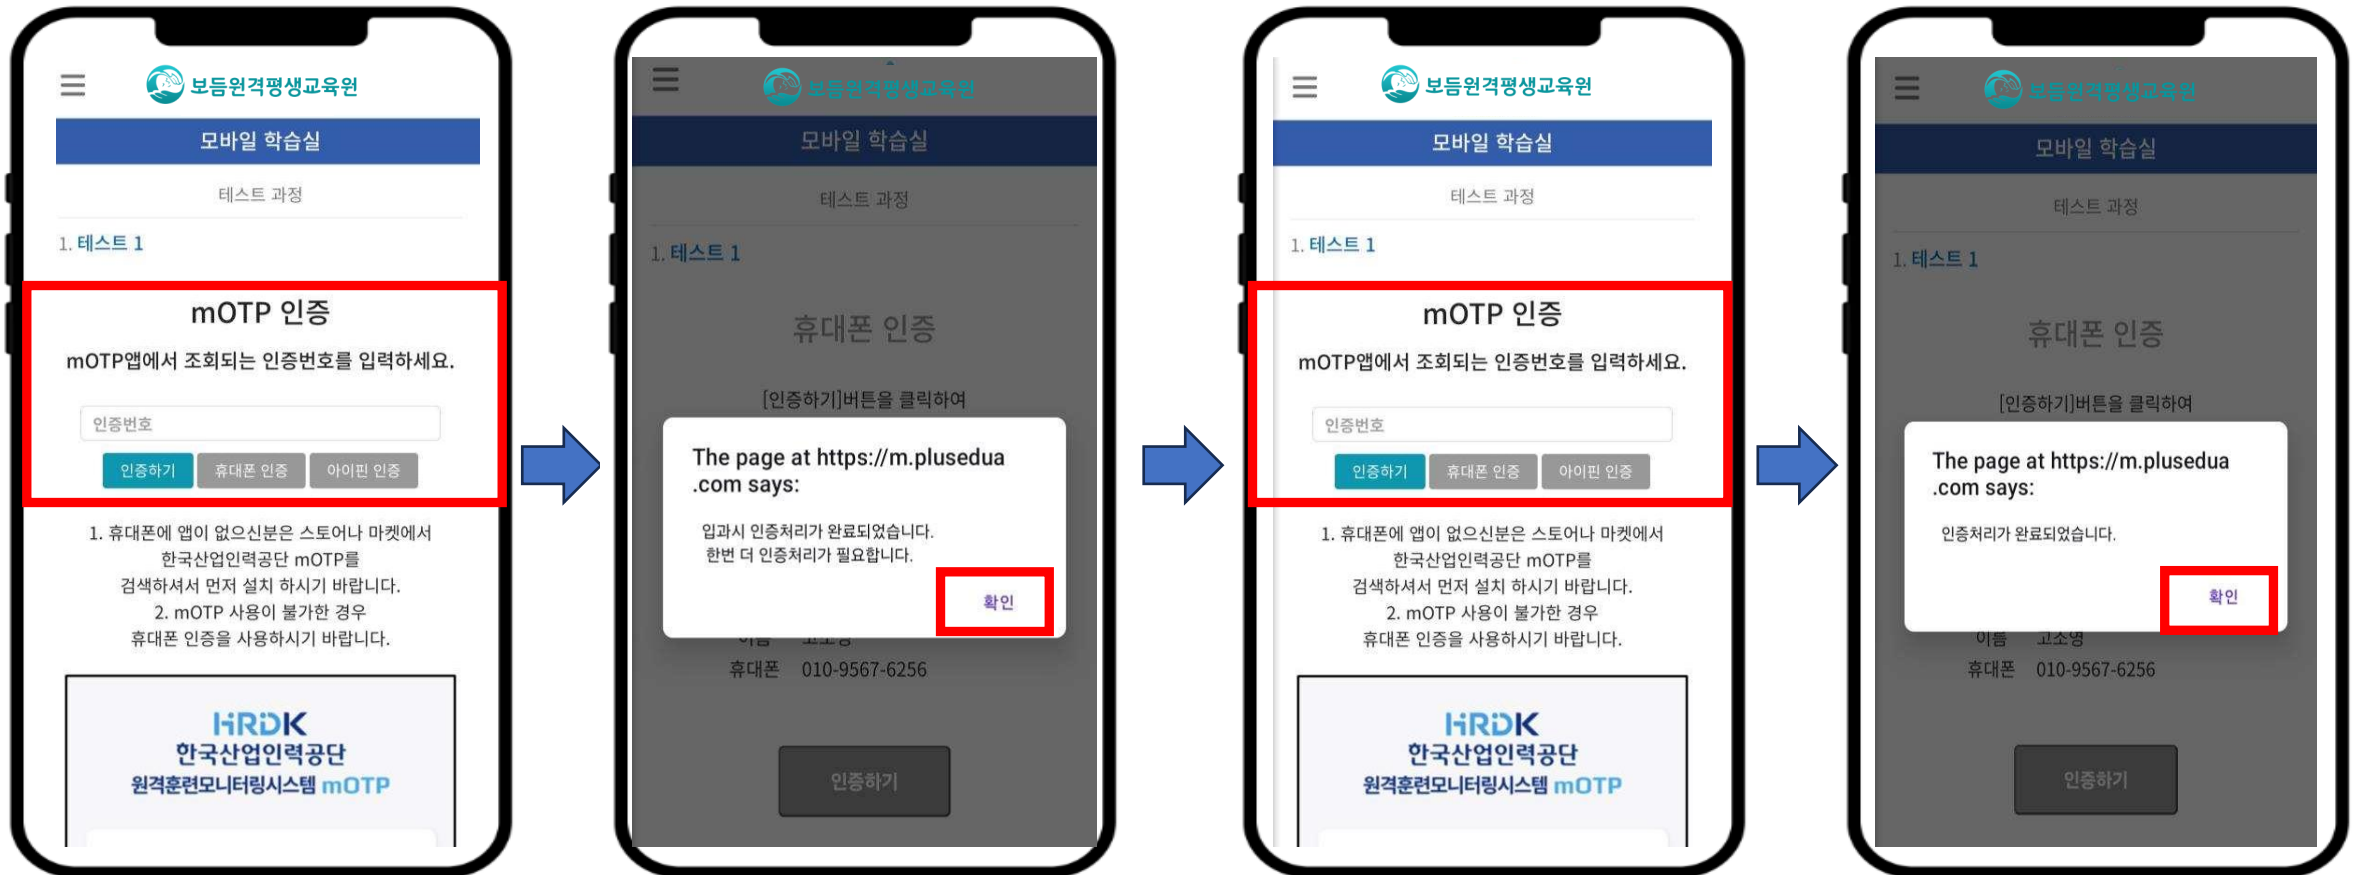 보듬원격평생교육원
모바일 학습실
테스트 과정
1. 테스트 1
mOTP 인증
mOTP앱에서 조회되는 인증번호를 입력하세요.
인증번호
인증하기 휴대폰 인증 아이핀 인증
1. 휴대폰에 앱이 없으신분은 스토어나 마켓에서
한국산업인력공단 mOTP를
검색하셔서 먼저 설치 하시기 바랍니다.
2. mOTP 사용이 불가한 경우
휴대폰 인증을 사용하시기 바랍니다.
HRDK
한국산업인력공단
원격훈련모니터링시스템 mOTP
보듬원격평생교육원
모바일 학습실
테스트 과정
1. 테스트 1
휴대폰 인증
[인증하기]버튼을 클릭하여
The page at https://m.plusedua
.com says:
입과시 인증처리가 완료되었습니다.
한번 더 인증처리가 필요합니다.
확인
휴대폰 010-9567-6256
인증하기
보듬원격평생교육원
모바일 학습실
테스트 과정
1. 테스트 1
mOTP 인증
mOTP앱에서 조회되는 인증번호를 입력하세요.
인증번호
인증하기 휴대폰 인증 아이핀 인증
1. 휴대폰에 앱이 없으신분은 스토어나 마켓에서
한국산업인력공단 mOTP를
검색하셔서 먼저 설치 하시기 바랍니다.
2. mOTP 사용이 불가한 경우
휴대폰 인증을 사용하시기 바랍니다.
HRDK
한국산업인력공단
원격훈련모니터링시스템 mOTP
보듬원격평생교육원
모바일 학습실
테스트 과정
1. 테스트 1
휴대폰 인증
[인증하기]버튼을 클릭하여
The page at https://m.plusedua
.com says:
인증처리가 완료되었습니다.
확인
이름 고소영
휴대폰 010-9567-6256
인증하기